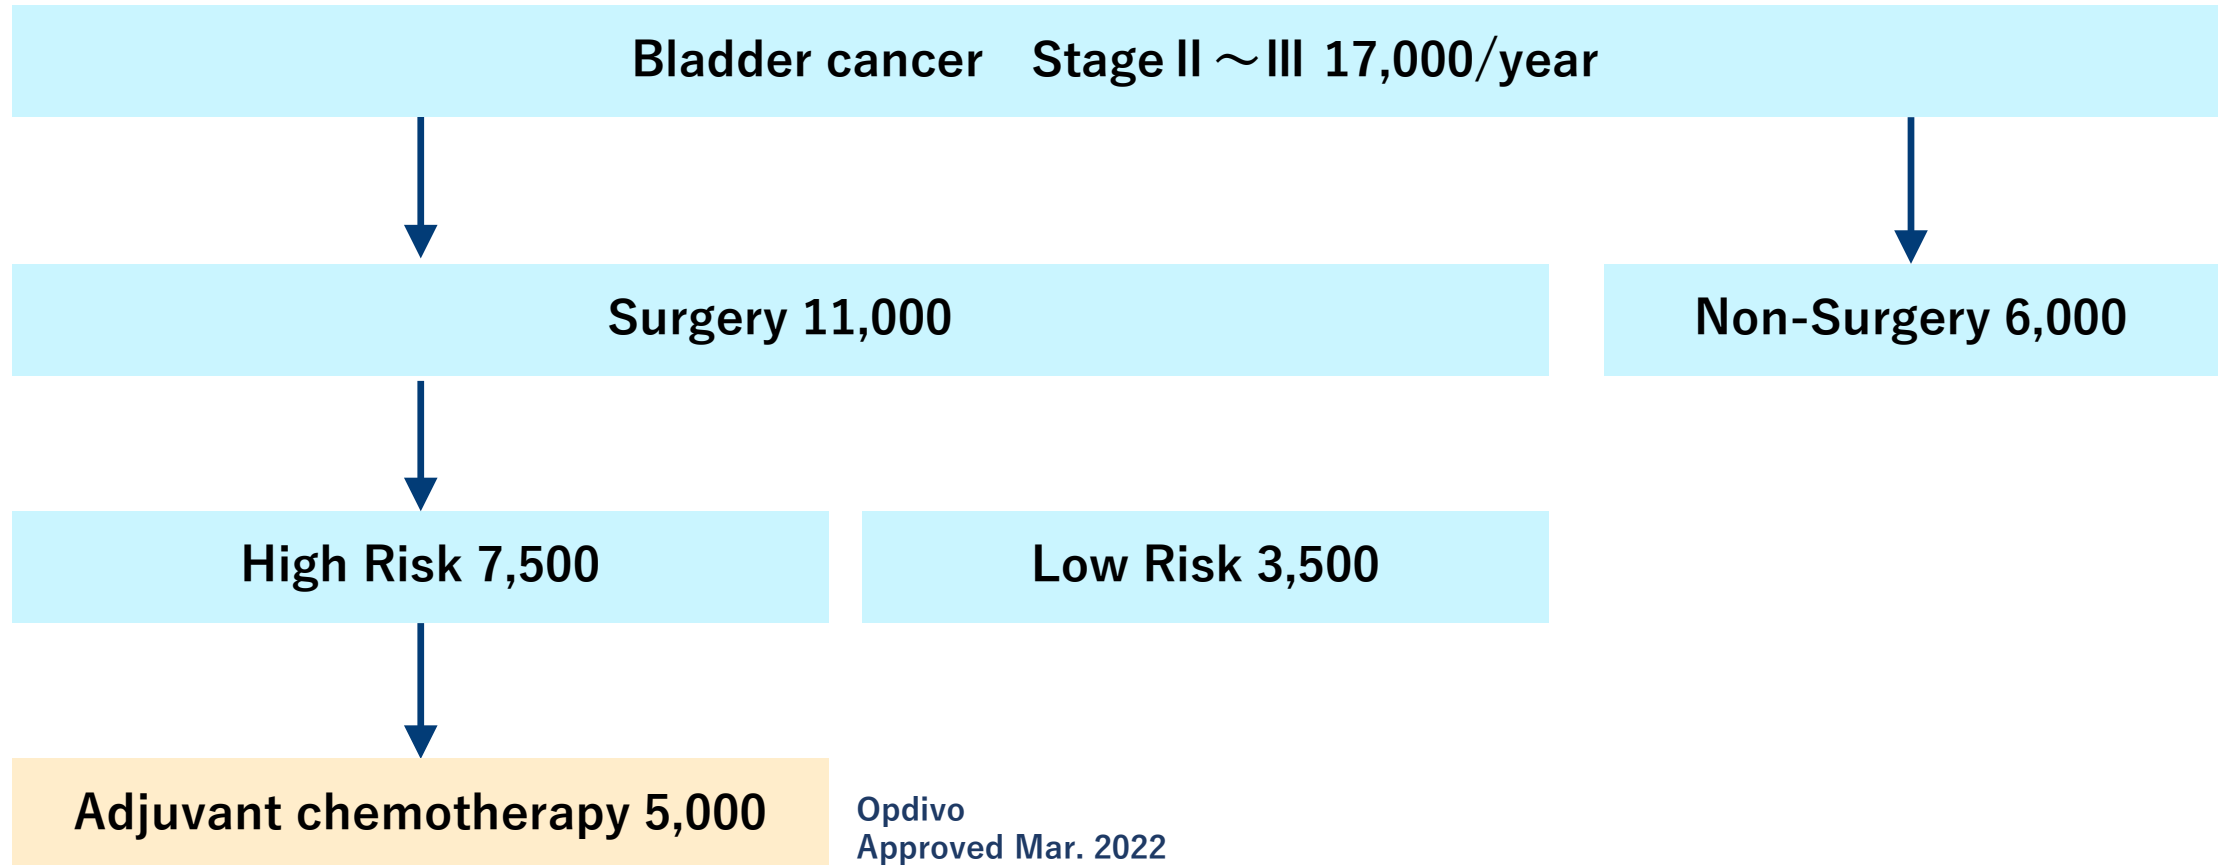 Bladder cancer　Stage Ⅱ ～Ⅲ 17,000/year
Surgery 11,000
Non-Surgery 6,000
High Risk 7,500
Low Risk 3,500
Adjuvant chemotherapy 5,000
Opdivo
Approved Mar. 2022